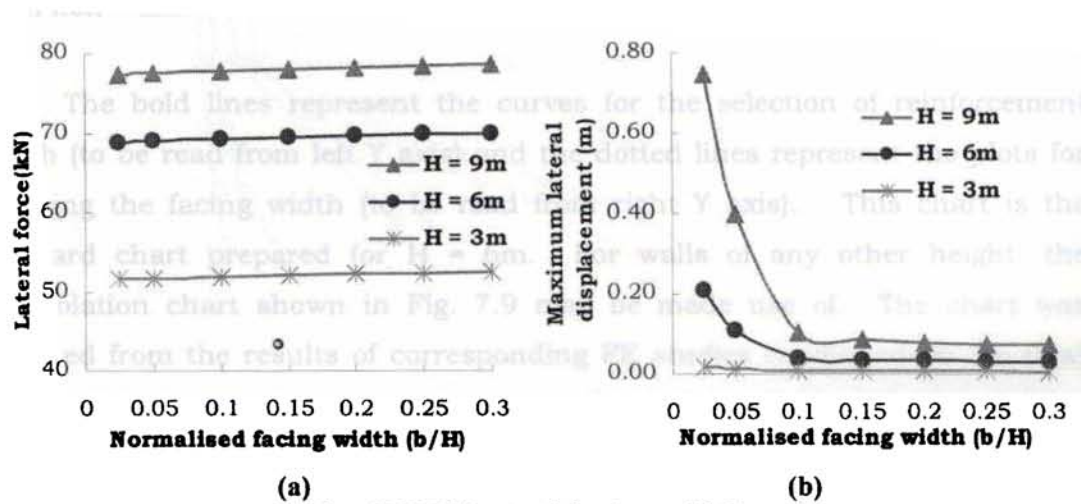 80
70
60
50
40
Lateral force(kN)
H = 9m
H = 6m
H = 3m
0 0.05 0.1 0.15 0.2 0.25 0.3
Normalised facing width (b/H)
(a)
0.80
0.60
0.40
0.20
0.00
Maximum lateral
displacement (m)
H = 9m
H = 6m
H = 3m
0 0.05 0.1 0.15 0.2 0.25 0.3
Normalised facing width (b/H)
(b)
The bold lines represent the curves for the selection of reinforcement
(to be read from left Y axis) and the dotted lines represent the plots for
the facing width (to be read from right Y axis). This chart is the
chart prepared for H = 6m. For walls of any other height, the
chart shown in Fig. 7.9 may be made use of. The chart was
from the results of corresponding FE studies